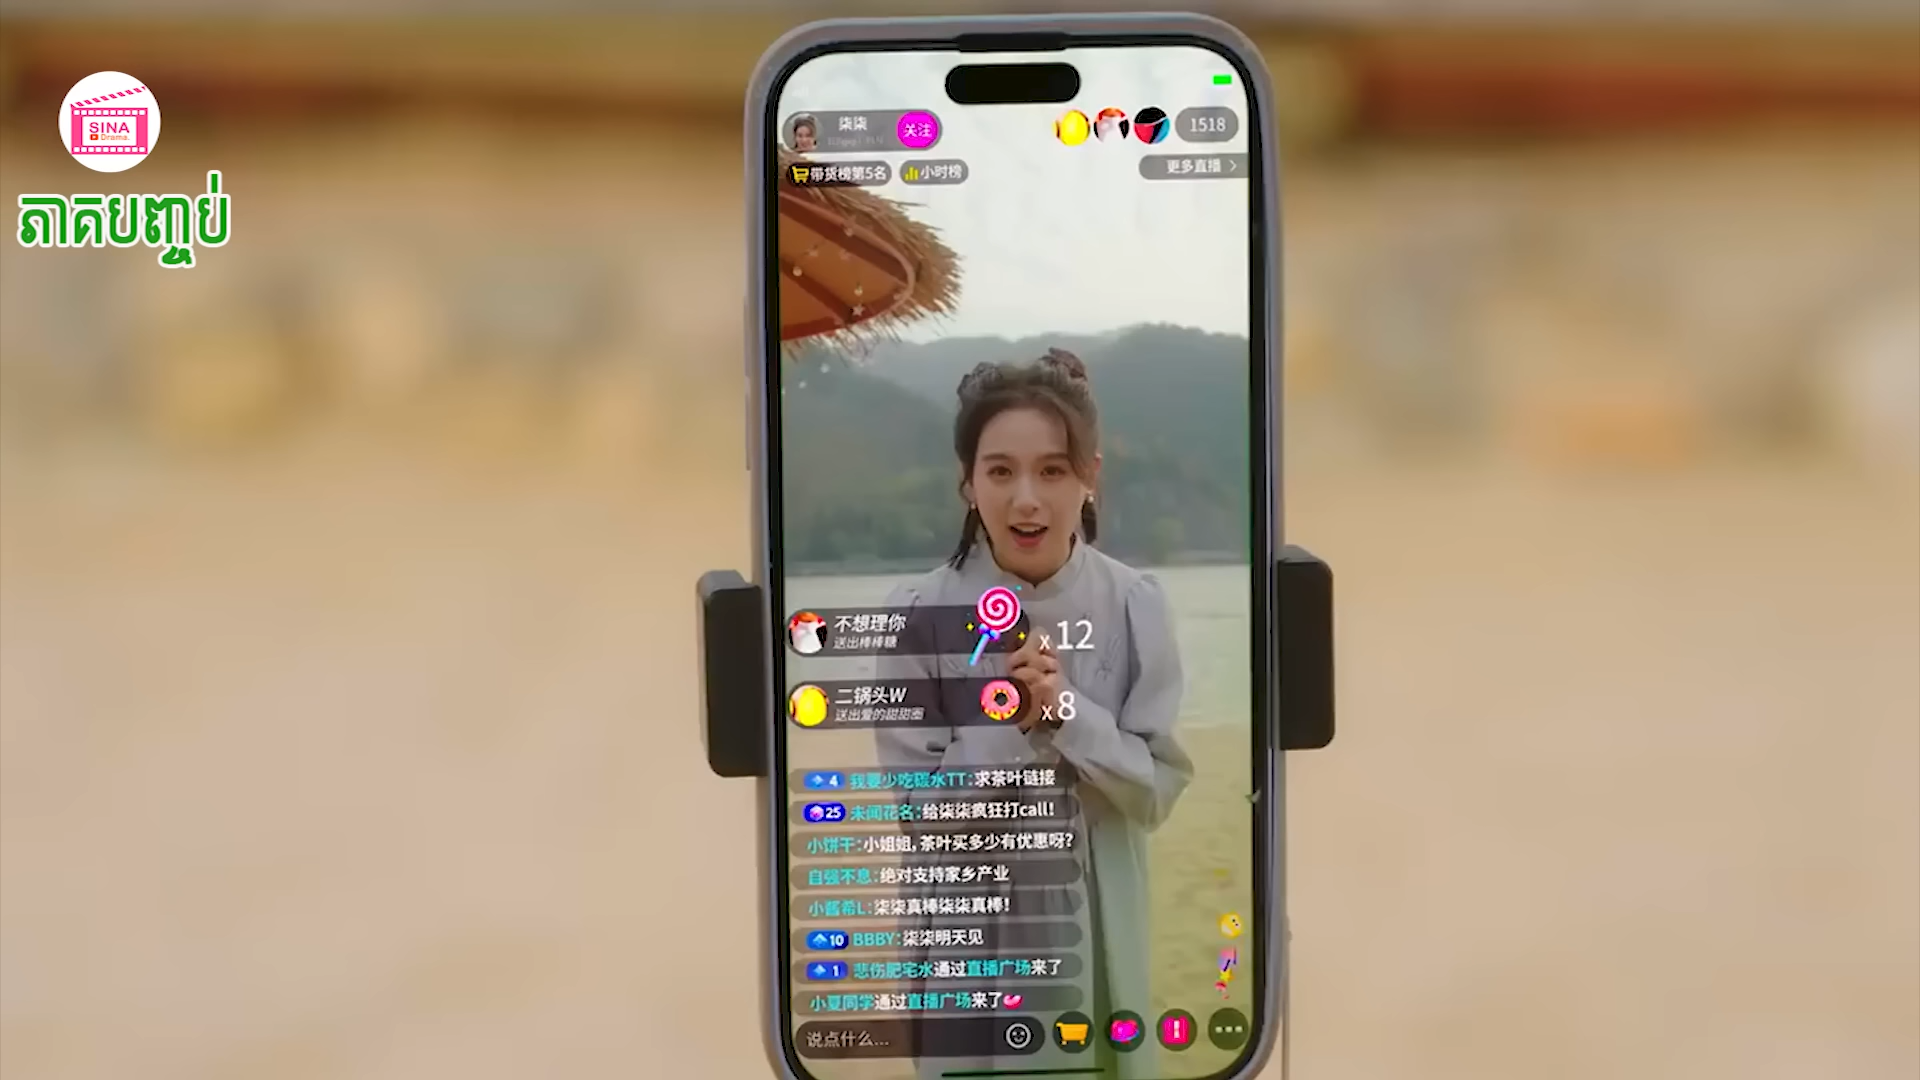 SINA
Drama.
ភាគបញ្ចប់
柒柒
关注
1518
带货榜第5名
小时榜
更多直播 >
不想理你
送出棒棒糖
x12
二锅头W
送出爱的甜甜圈
x8
4 我要少吃碳水TT:求茶叶链接
25 未闻花名:给柒柒疯狂打call!
小饼干:小姐姐,茶叶买多少有优惠呀?
自强不息:绝对支持家乡产业
小酱希L:柒柒真棒柒柒真棒!
10 BBBY:柒柒明天见
1 悲伤肥宅水通过直播广场来了
小夏同学通过直播广场来了
说点什么...